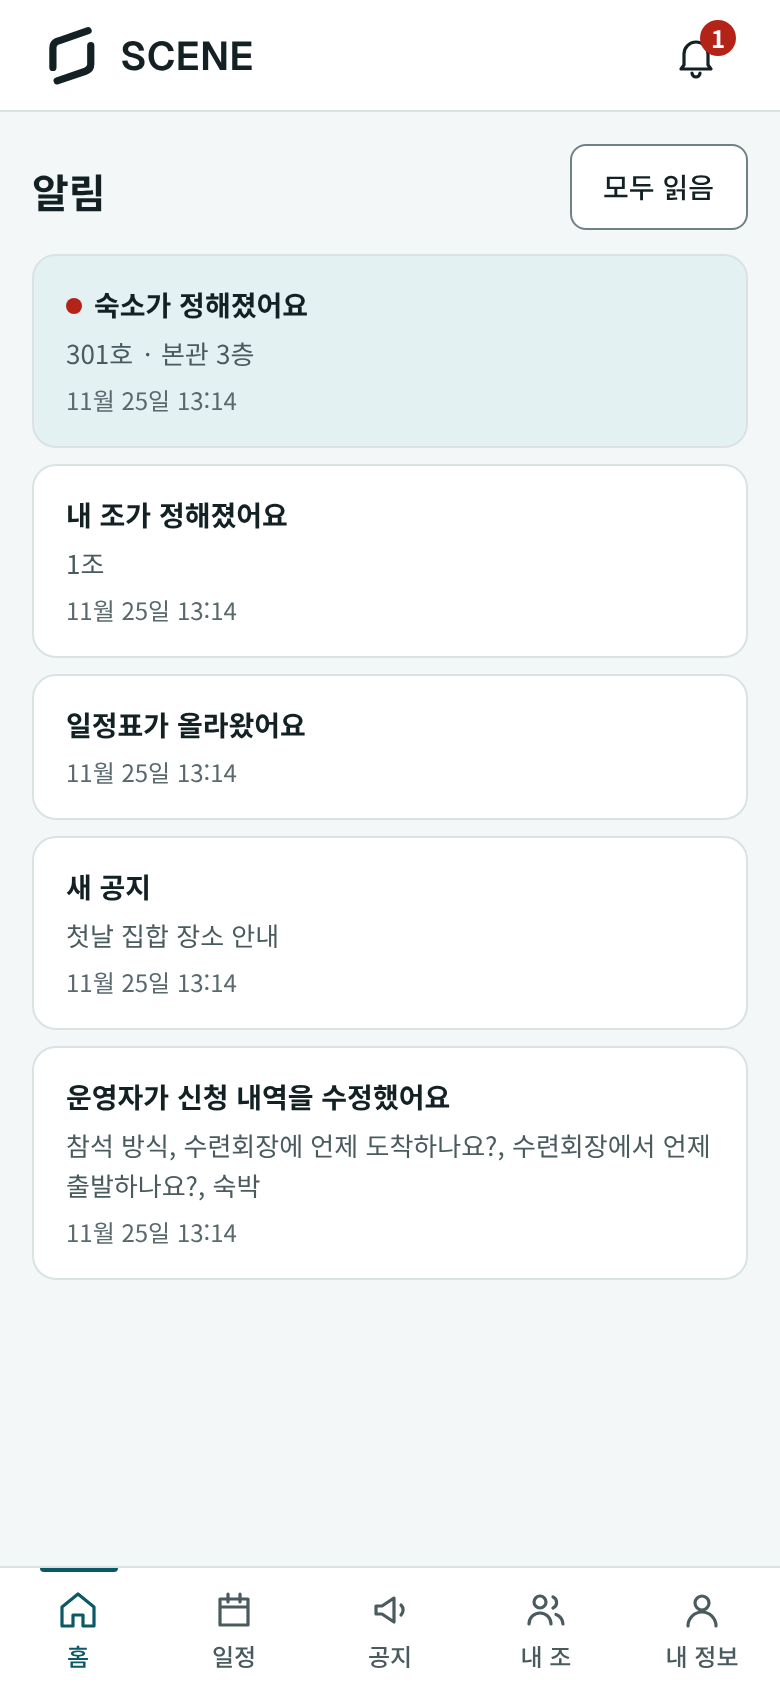 SCENE
1
알림
모두 읽음
숙소가 정해졌어요
301호 · 본관 3층
11월 25일 13:14
내 조가 정해졌어요
1조
11월 25일 13:14
일정표가 올라왔어요
11월 25일 13:14
새 공지
첫날 집합 장소 안내
11월 25일 13:14
운영자가 신청 내역을 수정했어요
참석 방식, 수련회장에 언제 도착하나요?, 수련회장에서 언제
출발하나요?, 숙박
11월 25일 13:14
홈
일정
공지
내 조
내 정보